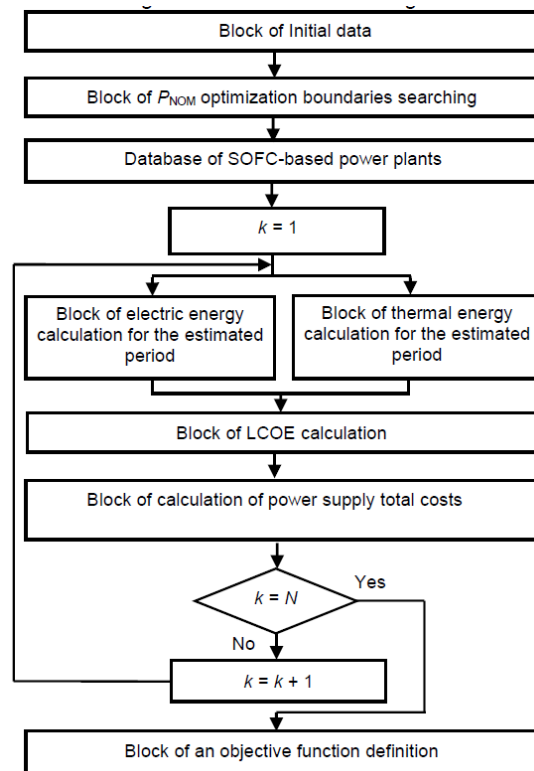 Block of Initial data
Block of PNOM optimization boundaries searching
Database of SOFC-based power plants
k = 1
Block of electric energy
calculation for the estimated
period
Block of thermal energy
calculation for the estimated
period
Block of LCOE calculation
Block of calculation of power supply total costs
k = N
Yes
No
k = k + 1
Block of an objective function definition